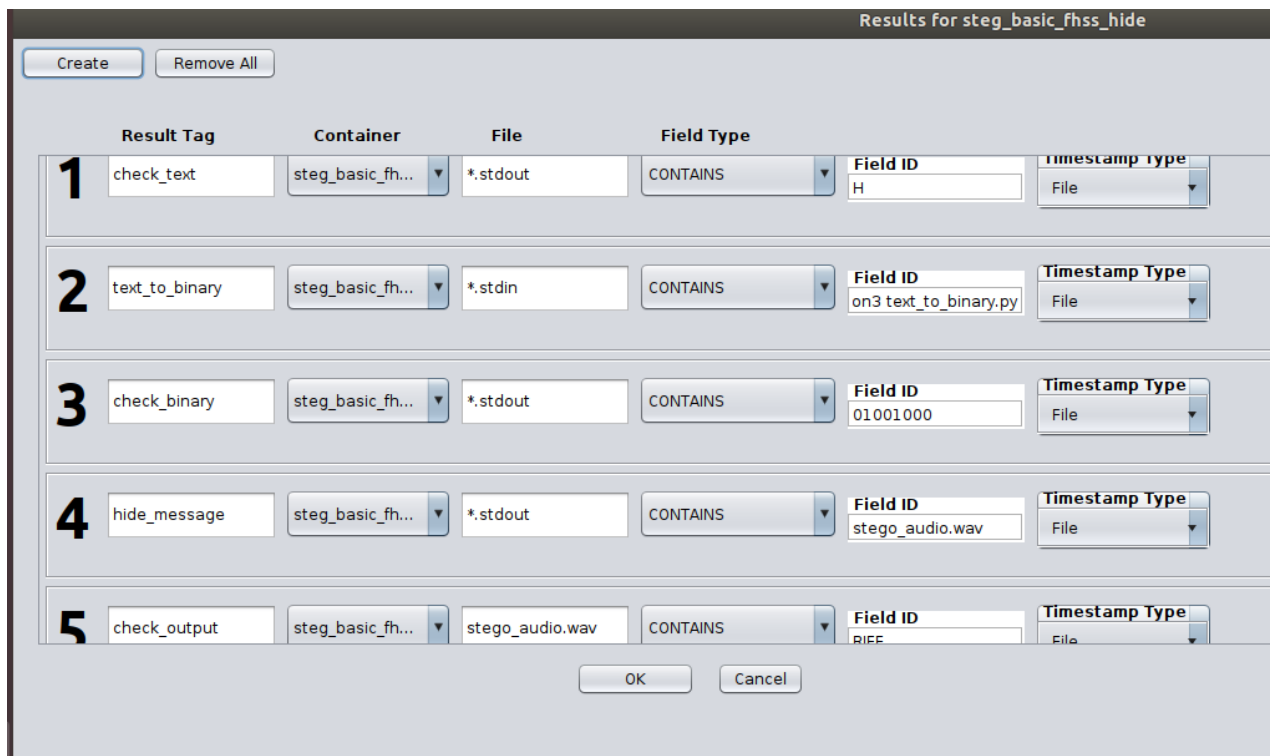 Results for steg_basic_fhss_hide
Create Remove All
Result Tag Container File Field Type
1 check_text steg_basic_fh... *.stdout CONTAINS Field ID H Timestamp Type File
2 text_to_binary steg_basic_fh... *.stdin CONTAINS Field ID on3 text_to_binary.py Timestamp Type File
3 check_binary steg_basic_fh... *.stdout CONTAINS Field ID 01001000 Timestamp Type File
4 hide_message steg_basic_fh... *.stdout CONTAINS Field ID stego_audio.wav Timestamp Type File
5 check_output steg_basic_fh... stego_audio.wav CONTAINS Field ID RIFF Timestamp Type File
OK Cancel